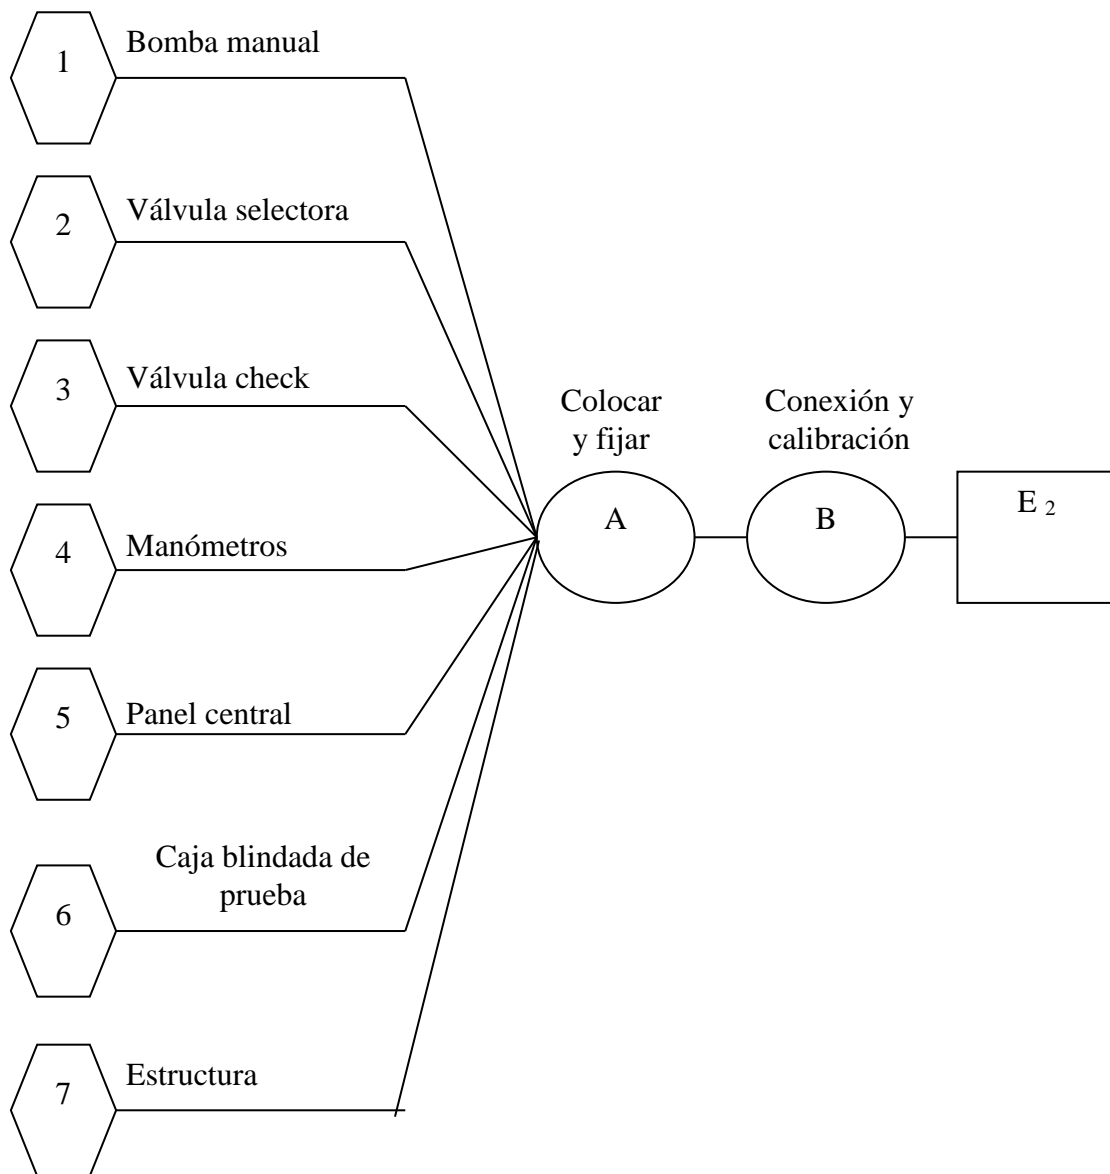 1
Bomba manual
2
Válvula selectora
3
Válvula check
4
Manómetros
5
Panel central
6
Caja blindada de
prueba
7
Estructura
Colocar
y fijar
A
Conexión y
calibración
B
E 2